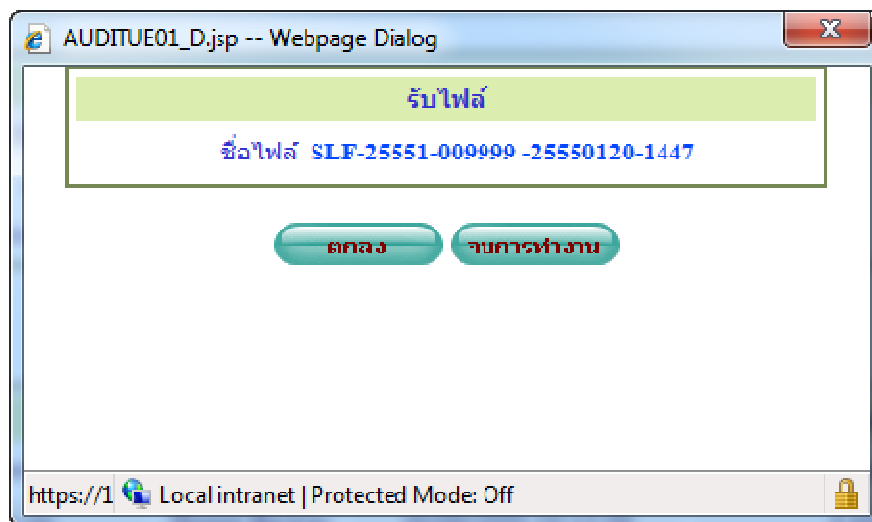 AUDITUE01_D.jsp -- Webpage Dialog
X
รับไฟล์
ชื่อไฟล์ SLF-25551-009999 -25550120-1447
ตกลง จบการทำงาน
https://1 Local intranet | Protected Mode: Off